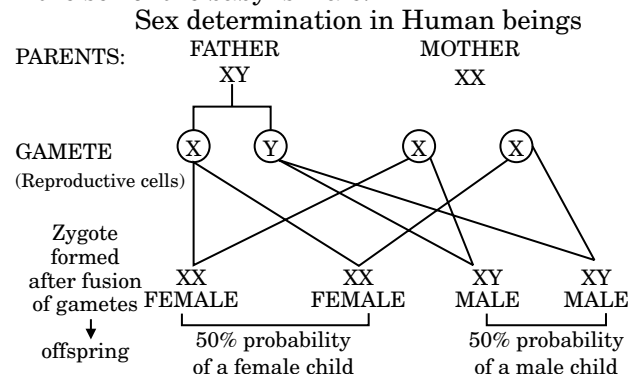 Sex determination in Human beings
PARENTS:
FATHER
XY
MOTHER
XX
GAMETE
(Reproductive cells)
X
Y
X
X
Zygote
formed
after fusion
of gametes
offspring
XX
FEMALE
XX
FEMALE
XY
MALE
XY
MALE
50% probability
of a female child
50% probability
of a male child